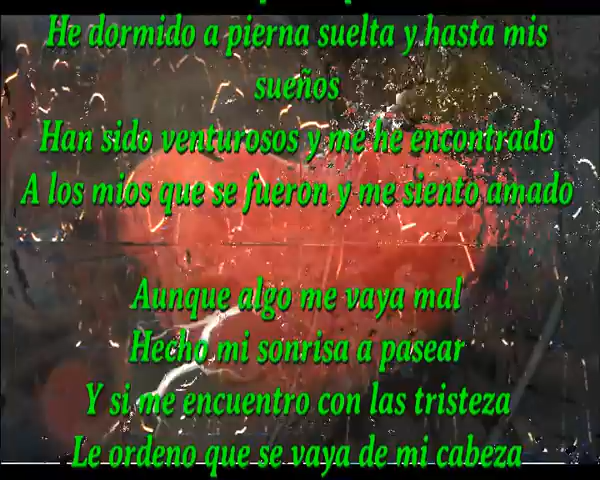 He dormido a pierna suelta y hasta mis
sueños
Han sido venturosos y me he encontrado
A los mios que se fueron y me siento amado
Aunque algo me vaya mal
Hecho mi sonrisa a pasear
Y si me encuentro con las tristeza
Le ordeno que se vaya de mi cabeza